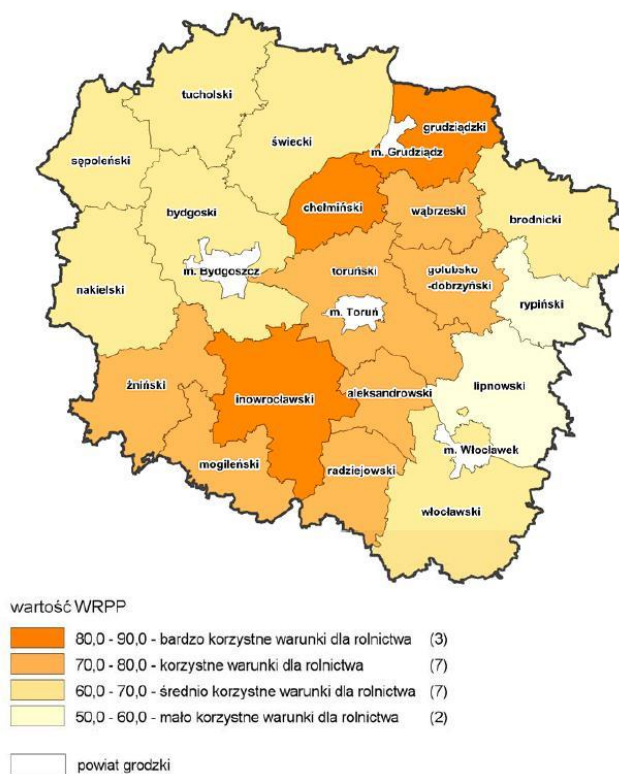 tucholski
grudziądzki
świecki
m. Grudziądz
sępoleński
chełmiński
wąbrzeski
bydgoski
brodnicki
m. Bydgoszcz
toruński
golubsko
-dobrzyński
nakielski
rypiński
m. Toruń
żniński
lipnowski
inowrocławski
aleksandrowski
m. Włocławek
mogileński
radziejowski
włocławski
wartość WRPP
80,0 - 90,0 - bardzo korzystne warunki dla rolnictwa (3)
70,0 - 80,0 - korzystne warunki dla rolnictwa (7)
60,0 - 70,0 - średnio korzystne warunki dla rolnictwa (7)
50,0 - 60,0 - mało korzystne warunki dla rolnictwa (2)
powiat grodzki